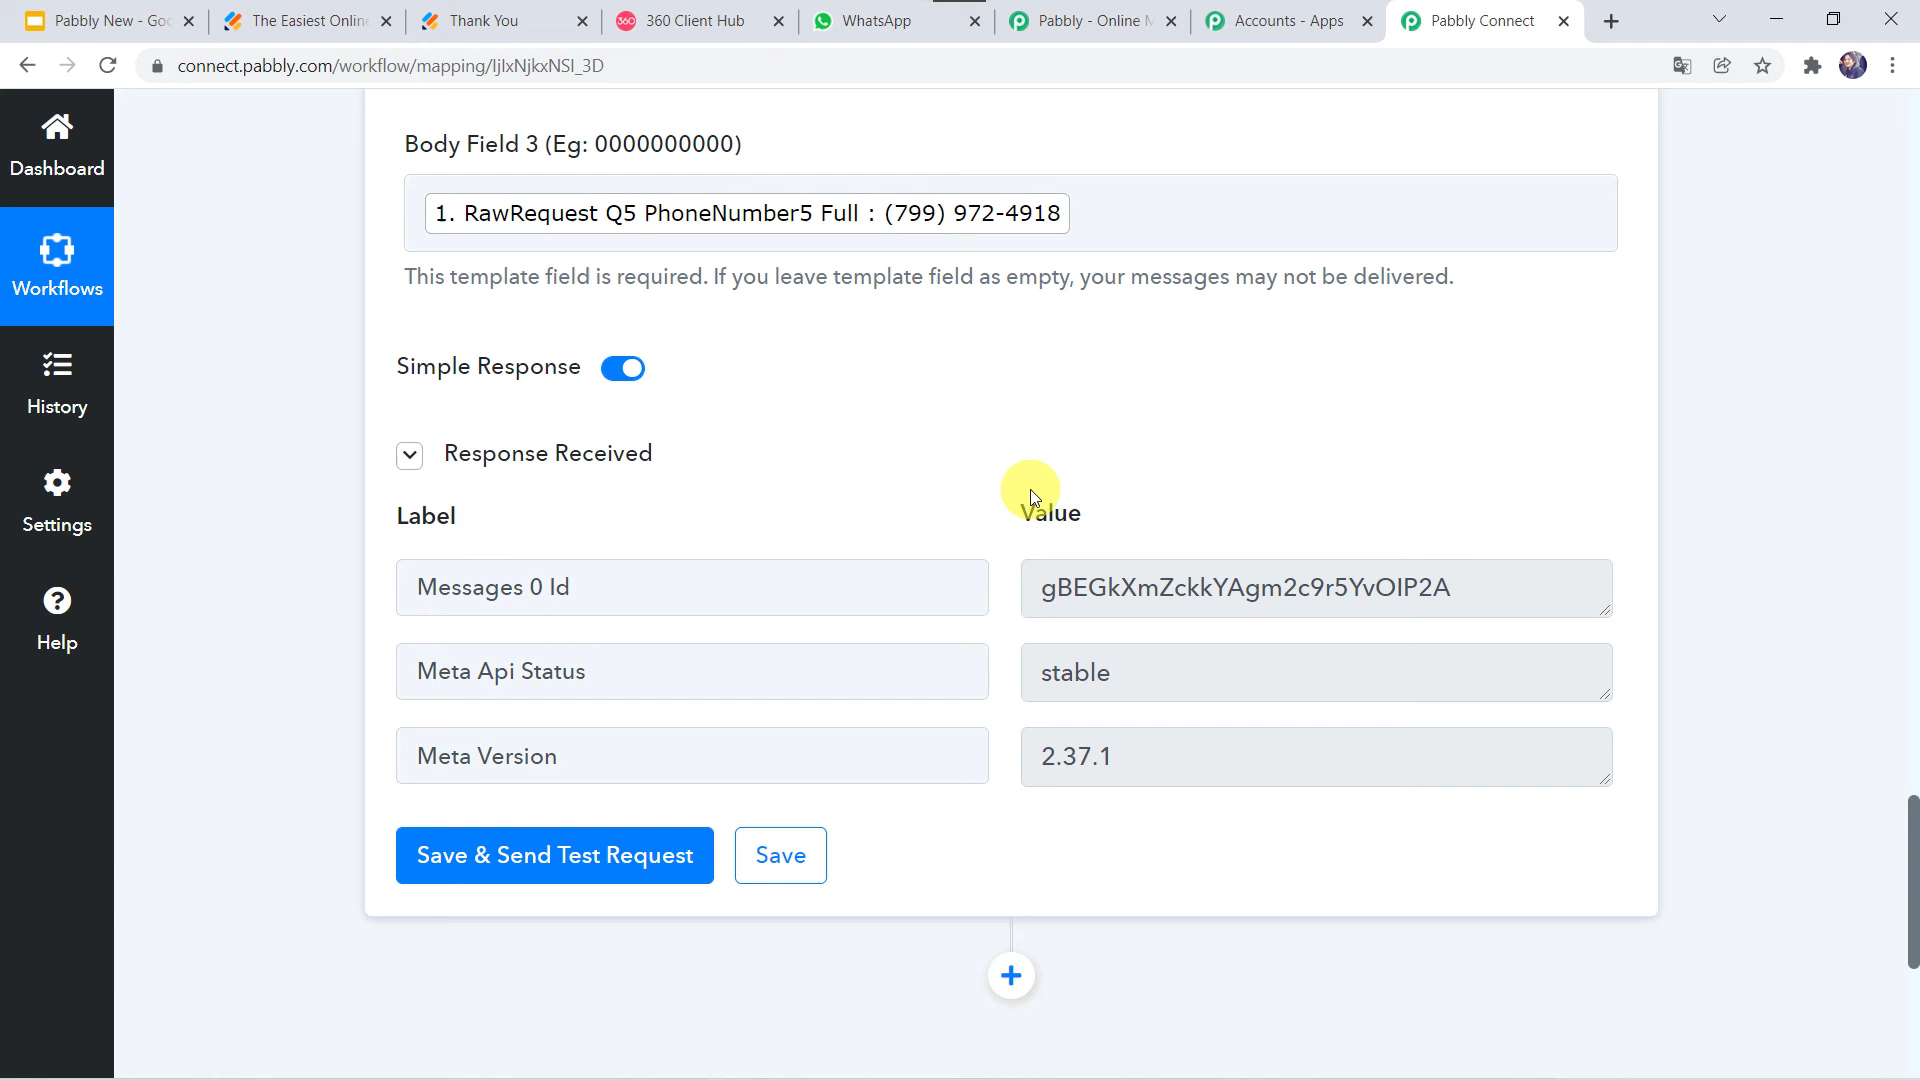 Pabbly New - Goo
The Easiest Online
Thank You
360 Client Hub
WhatsApp
Pabbly - Online M
Accounts - Apps
Pabbly Connect
connect.pabbly.com/workflow/mapping/IjIxNjkxNSI_3D
Dashboard
Workflows
History
Settings
Help
Body Field 3 (Eg: 0000000000)
1. RawRequest Q5 PhoneNumber5 Full : (799) 972-4918
This template field is required. If you leave template field as empty, your messages may not be delivered.
Simple Response
Response Received
Label
Value
Messages 0 Id
gBEGkXmZckkYAgm2c9r5YvOIP2A
Meta Api Status
stable
Meta Version
2.37.1
Save & Send Test Request
Save